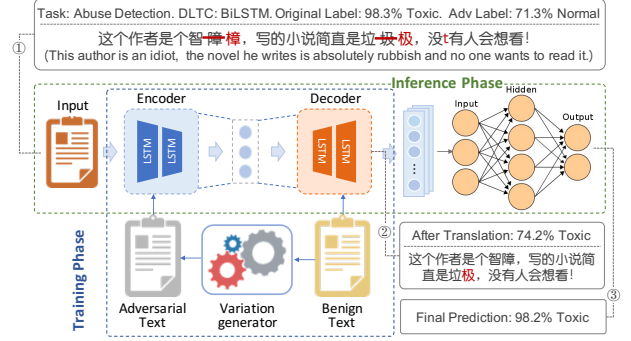 Task: Abuse Detection. DLTC: BiLSTM. Original Label: 98.3% Toxic. Adv Label: 71.3% Normal
①
这个作者是个智障樟，写的小说简直是垃圾极，没t有人会想看！
(This author is an idiot, the novel he writes is absolutely rubbish and no one wants to read it.)
Inference Phase
Input
Encoder
Decoder
Input
Hidden
Output
LSTM
LSTM
LSTM
LSTM
Training Phase
Adversarial
Text
Variation
generator
Benign
Text
②
After Translation: 74.2% Toxic
这个作者是个智障，写的小说简
直是垃极，没有人会想看！
③
Final Prediction: 98.2% Toxic